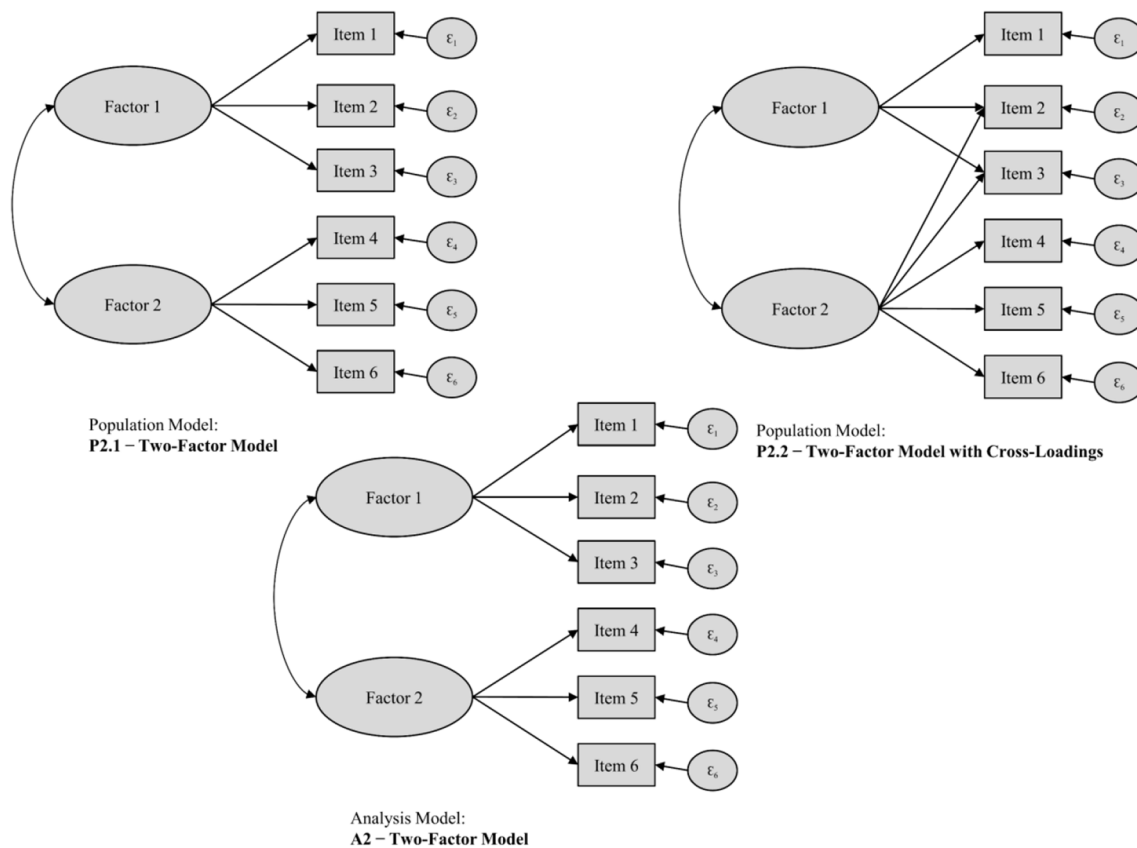 Item 1
ε₁
Factor 1
Item 2
ε₂
Item 3
ε₃
Item 4
ε₄
Factor 2
Item 5
ε₅
Item 6
ε₆
Population Model:
P2.1 − Two-Factor Model
Item 1
ε₁
Factor 1
Item 2
ε₂
Item 3
ε₃
Item 4
ε₄
Factor 2
Item 5
ε₅
Item 6
ε₆
Population Model:
P2.2 − Two-Factor Model with Cross-Loadings
Item 1
ε₁
Factor 1
Item 2
ε₂
Item 3
ε₃
Item 4
ε₄
Factor 2
Item 5
ε₅
Item 6
ε₆
Analysis Model:
A2 − Two-Factor Model